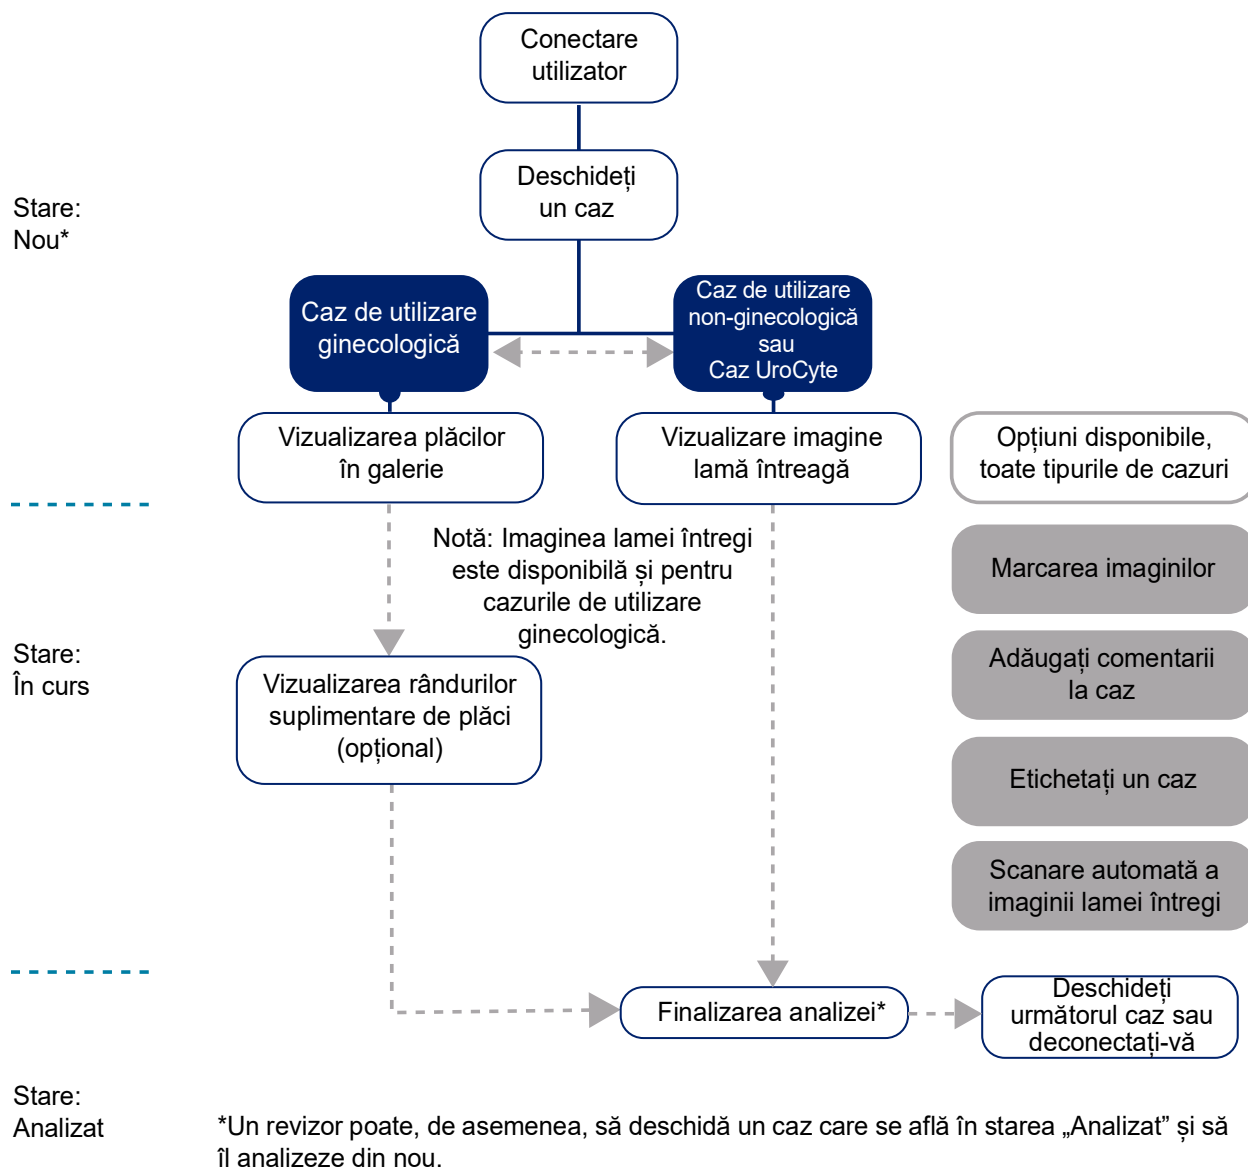 Conectare
utilizator
Deschideți
un caz
Stare:
Nou*
Caz de utilizare
ginecologică
Caz de utilizare
non-ginecologică
sau
Caz UroCyte
Vizualizarea plăcilor
în galerie
Vizualizare imagine
lamă întreagă
Opțiuni disponibile,
toate tipurile de cazuri
Notă: Imaginea lamei întregi
este disponibilă și pentru
cazurile de utilizare
ginecologică.
Marcarea imaginilor
Stare:
În curs
Vizualizarea rândurilor
suplimentare de plăci
(opțional)
Adăugați comentarii
la caz
Etichetați un caz
Scanare automată a
imaginii lamei întregi
Finalizarea analizei*
Deschideți
următorul caz sau
deconectați-vă
Stare:
Analizat
*Un revizor poate, de asemenea, să deschidă un caz care se află în starea „Analizat” și să
îl analizeze din nou.